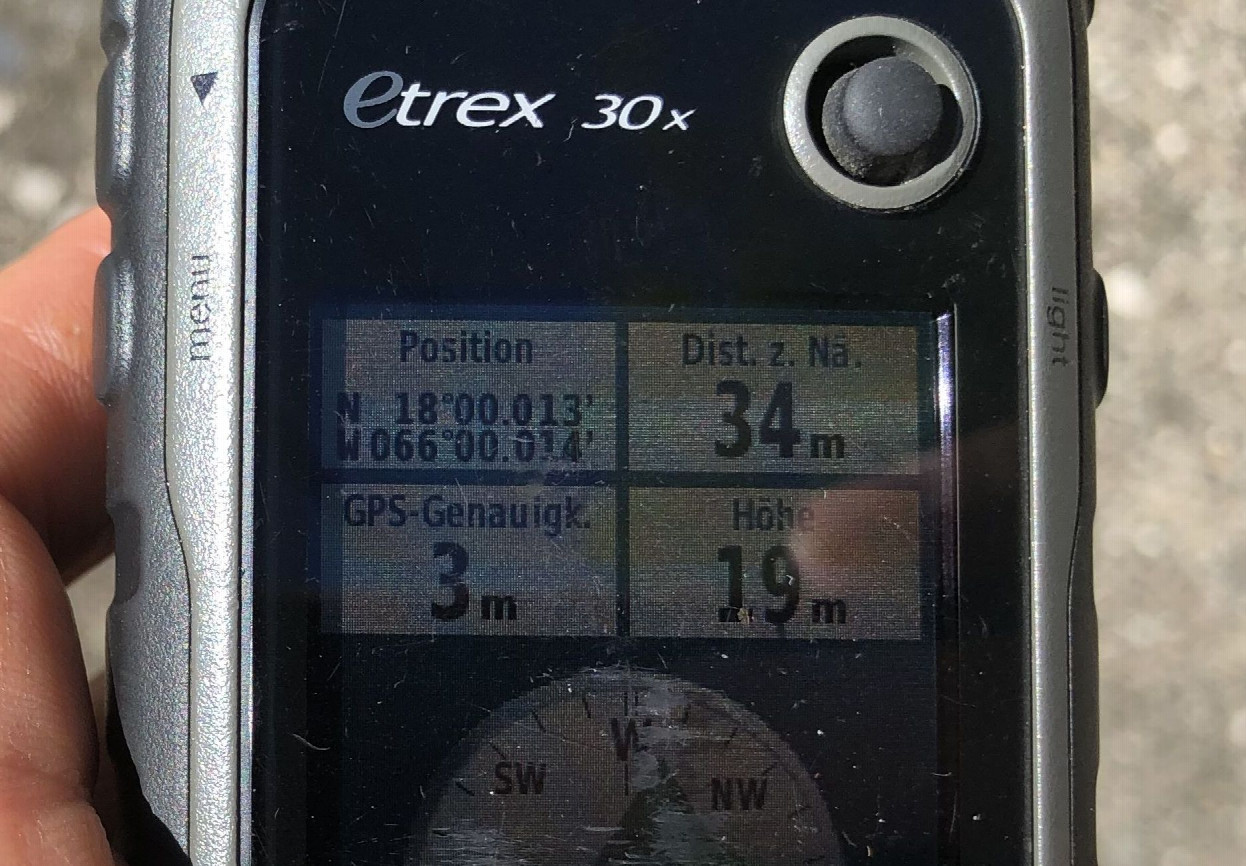 etrex 30x
menu
light
Position
N 18°00.013'
W 066°00.014'
Dist. z. Nä.
34 m
GPS-Genauigk.
3 m
Höhe
19 m
W
SW
NW